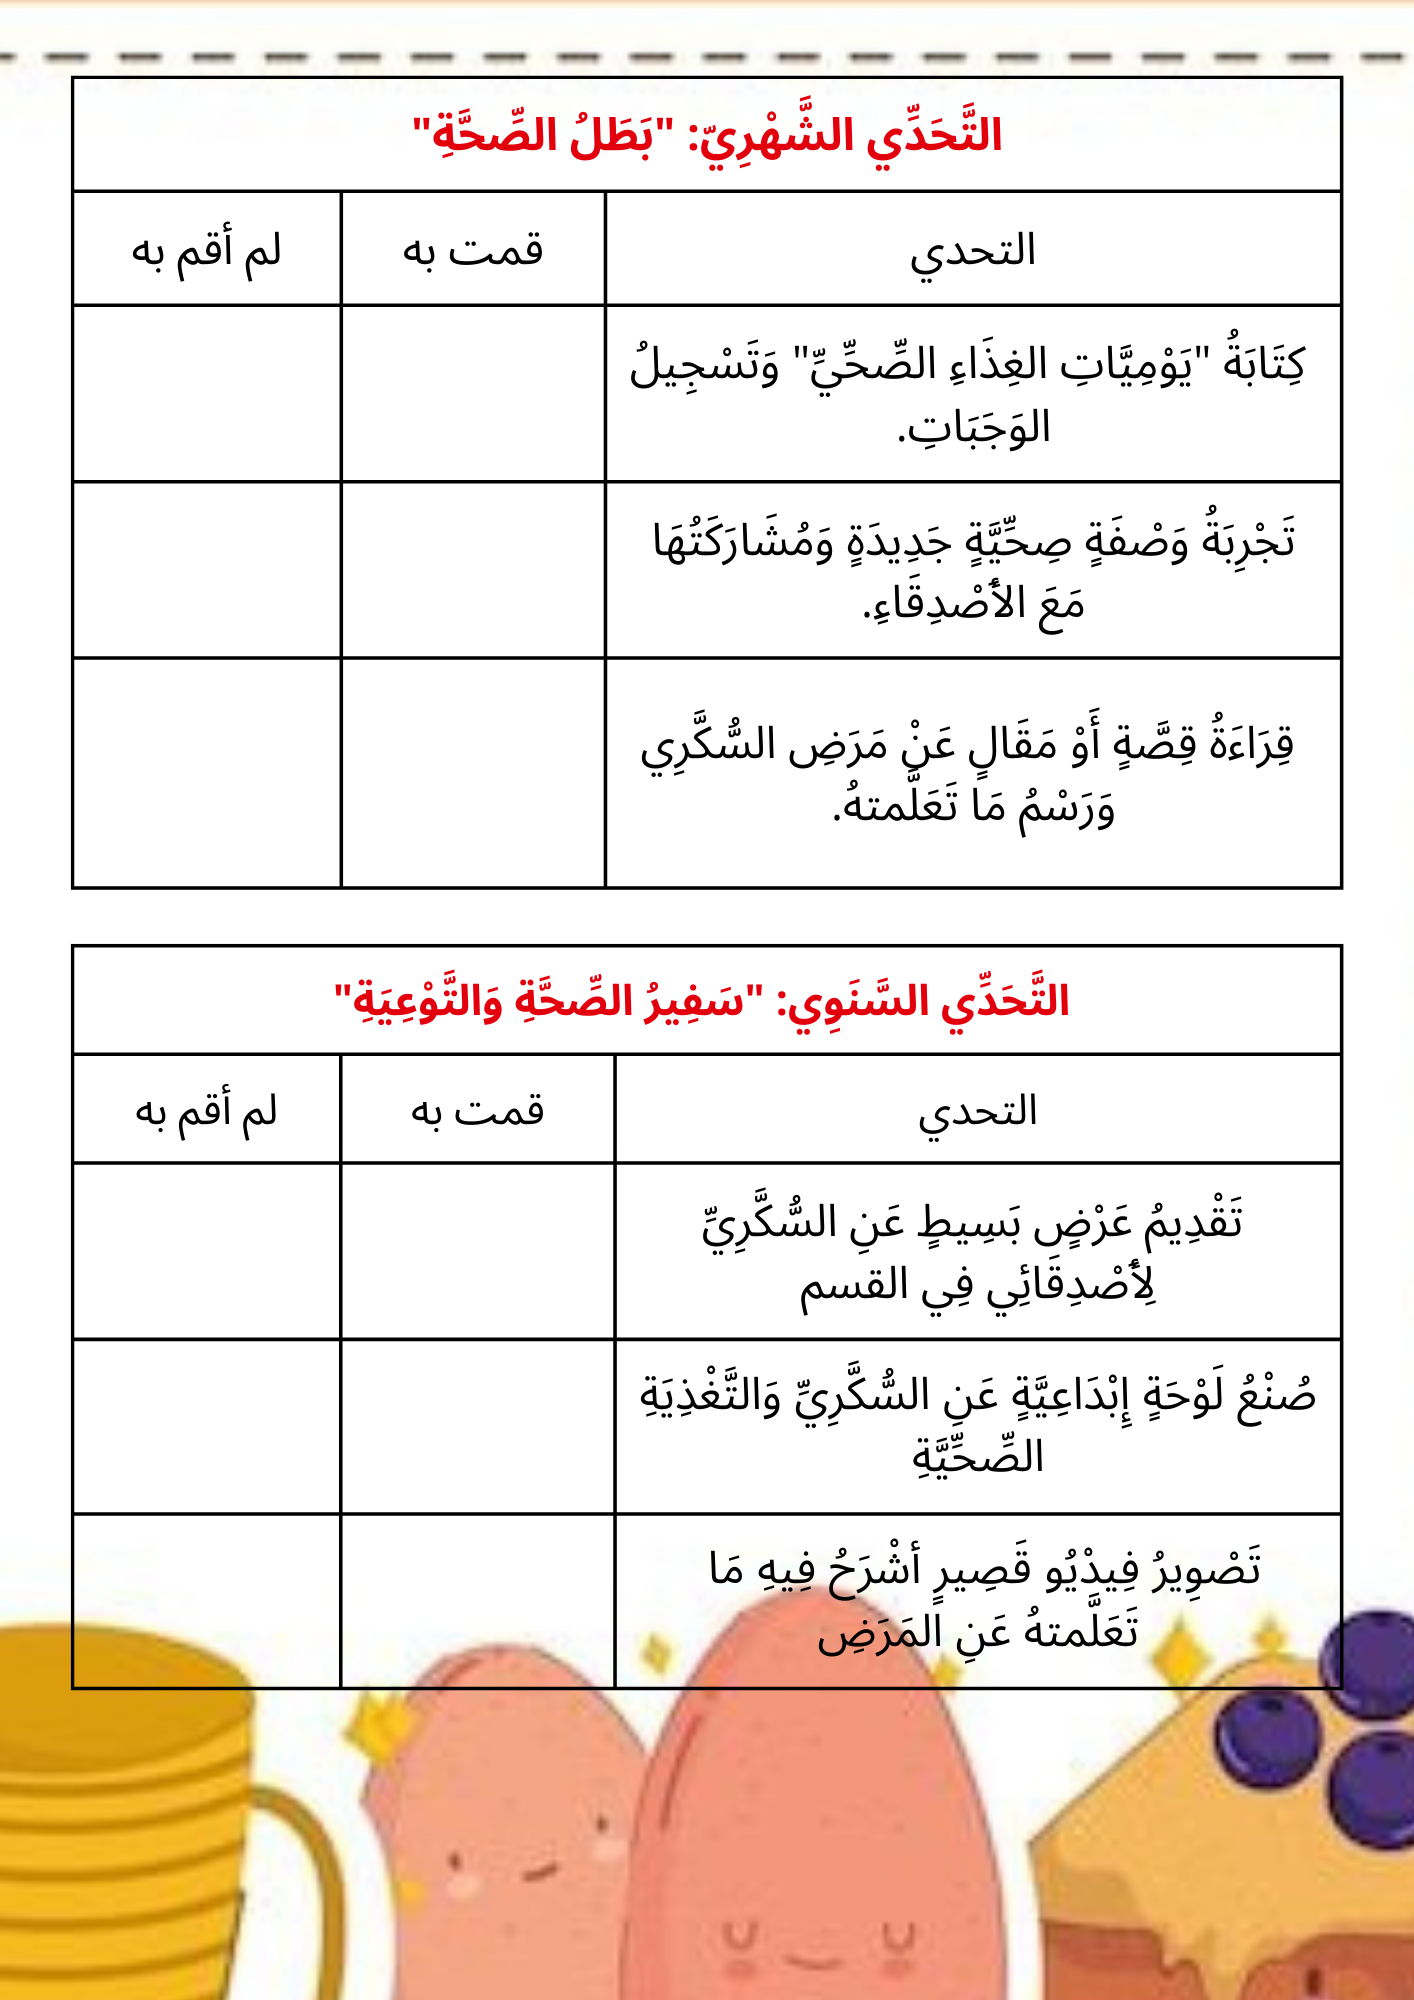 التَّحَدِّي الشَّهْرِيّ: "بَطَلُ الصِّحَّةِ"
التحدي
قمت به
لم أقم به
كِتَابَةُ "يَوْمِيَّاتِ الغِذَاءِ الصِّحِّيِّ" وَتَسْجِيلُ
الوَجَبَاتِ.
تَجْرِبَةُ وَصْفَةٍ صِحِّيَّةٍ جَدِيدَةٍ وَمُشَارَكَتُهَا
مَعَ الأَصْدِقَاءِ.
قِرَاءَةُ قِصَّةٍ أَوْ مَقَالٍ عَنْ مَرَضِ السُّكَّرِي
وَرَسْمُ مَا تَعَلَّمتهُ.
التَّحَدِّي السَّنَوِي: "سَفِيرُ الصِّحَّةِ وَالتَّوْعِيَةِ"
التحدي
قمت به
لم أقم به
تَقْدِيمُ عَرْضٍ بَسِيطٍ عَنِ السُّكَّرِيِّ
لِأَصْدِقَائِي فِي القسم
صُنْعُ لَوْحَةٍ إِبْدَاعِيَّةٍ عَنِ السُّكَّرِيِّ وَالتَّغْذِيَةِ
الصِّحِّيَّةِ
تَصْوِيرُ فِيدْيُو قَصِيرٍ أشْرَحُ فِيهِ مَا
تَعَلَّمتهُ عَنِ المَرَضِ